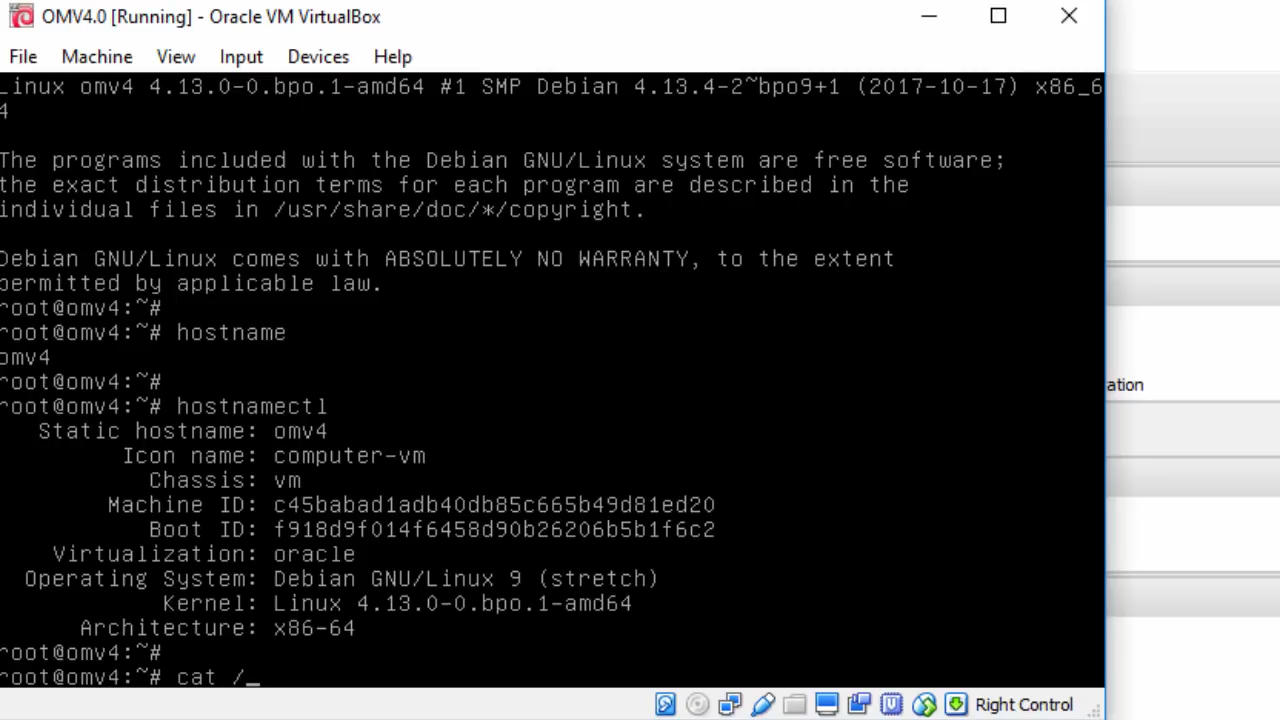 OMV4.0 [Running] - Oracle VM VirtualBox
File Machine View Input Devices Help
Linux omv4 4.13.0-0.bpo.1-amd64 #1 SMP Debian 4.13.4-2~bpo9+1 (2017-10-17) x86_6
4
The programs included with the Debian GNU/Linux system are free software;
the exact distribution terms for each program are described in the
individual files in /usr/share/doc/*/copyright.
Debian GNU/Linux comes with ABSOLUTELY NO WARRANTY, to the extent
permitted by applicable law.
root@omv4:~#
root@omv4:~# hostname
omv4
root@omv4:~#
root@omv4:~# hostnamectl
Static hostname: omv4
Icon name: computer-vm
Chassis: vm
Machine ID: c45babad1adb40db85c665b49d81ed20
Boot ID: f918d9f014f6458d90b26206b5b1f6c2
Virtualization: oracle
Operating System: Debian GNU/Linux 9 (stretch)
Kernel: Linux 4.13.0-0.bpo.1-amd64
Architecture: x86-64
root@omv4:~#
root@omv4:~# cat /_
Right Control
ation